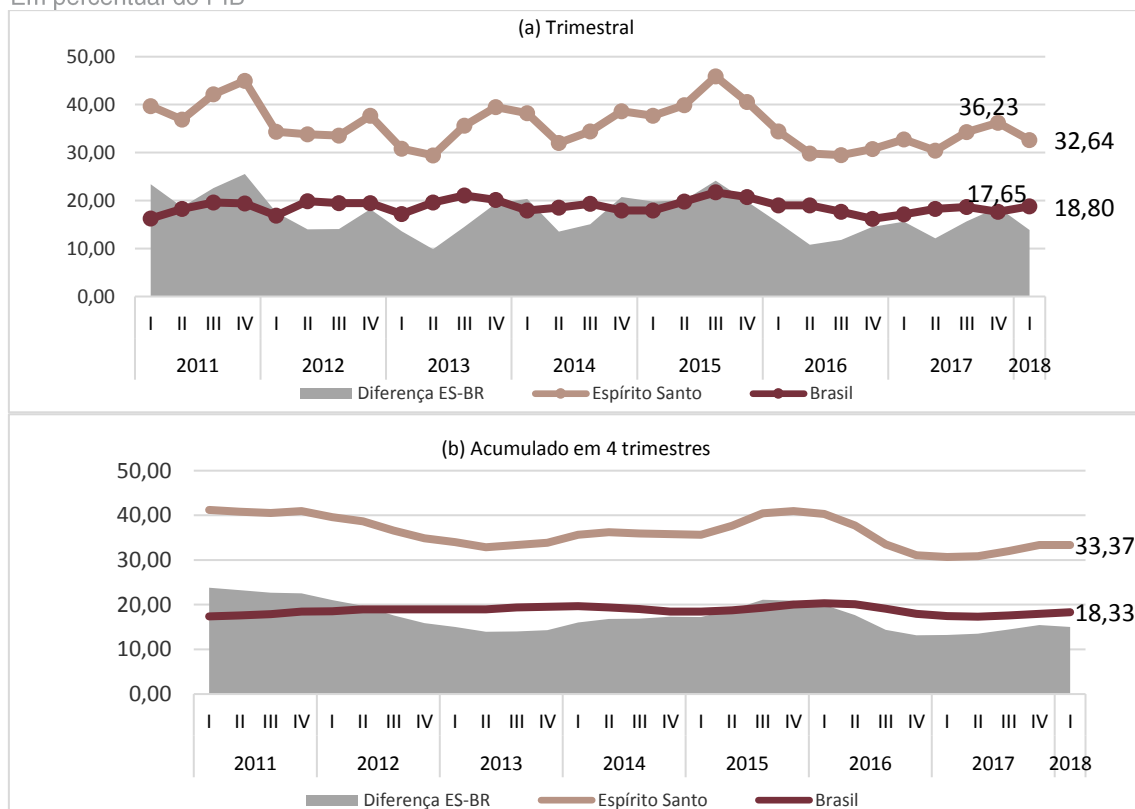 Em percentual do PIB
(a) Trimestral
50,00
40,00
30,00
20,00
10,00
0,00
36,23
32,64
17,65
18,80
I II III IV I II III IV I II III IV I II III IV I II III IV I II III IV I II III IV I
2011 2012 2013 2014 2015 2016 2017 2018
Diferença ES-BR Espírito Santo Brasil
(b) Acumulado em 4 trimestres
50,00
40,00
30,00
20,00
10,00
0,00
33,37
18,33
I II III IV I II III IV I II III IV I II III IV I II III IV I II III IV I II III IV I
2011 2012 2013 2014 2015 2016 2017 2018
Diferença ES-BR Espírito Santo Brasil